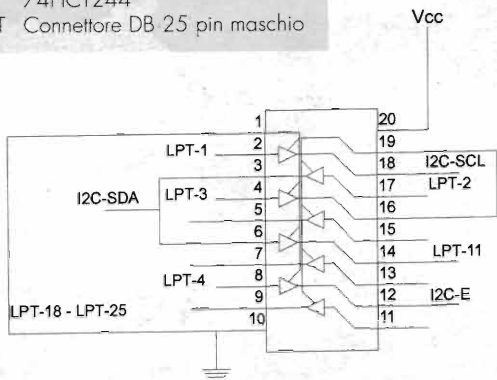 74HCT244
T Connettore DB 25 pin maschio
Vcc
1
20
19
LPT-1
2
18
I2C-SCL
3
17
LPT-2
I2C-SDA
LPT-3
4
16
5
15
6
14
LPT-11
7
13
LPT-4
8
12
I2C-E
9
11
LPT-18 - LPT-25
10